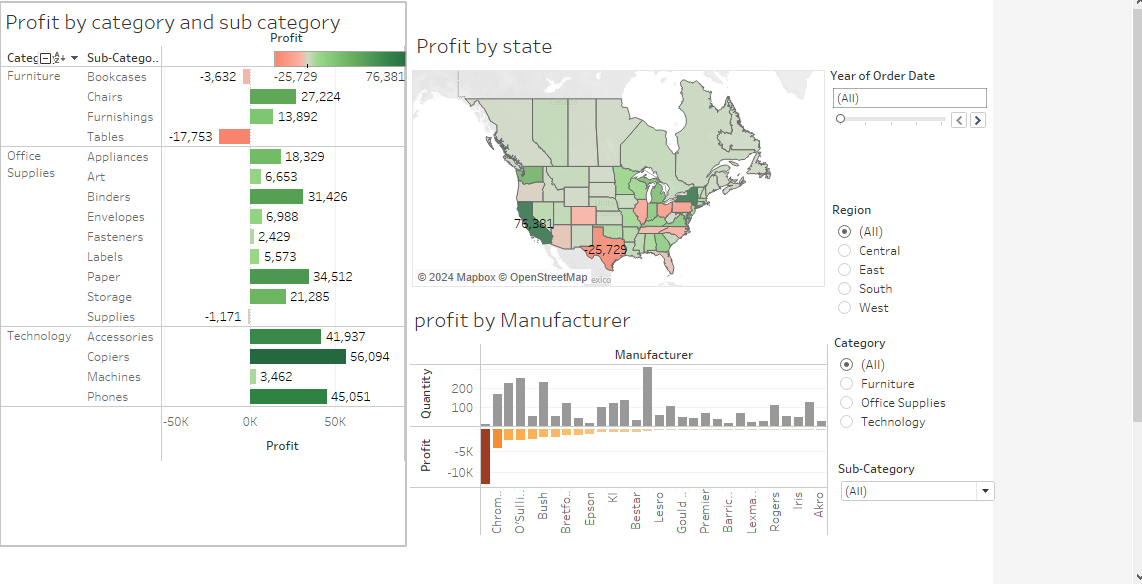 Profit by category and sub category
Profit
Categ Sub-Catego..
-25,729 76,381
Furniture Bookcases -3,632
Chairs 27,224
Furnishings 13,892
Tables -17,753
Office Supplies Appliances 18,329
Art 6,653
Binders 31,426
Envelopes 6,988
Fasteners 2,429
Labels 5,573
Paper 34,512
Storage 21,285
Supplies -1,171
Technology Accessories 41,937
Copiers 56,094
Machines 3,462
Phones 45,051
-50K 0K 50K
Profit
Profit by state
76,381
-25,729
© 2024 Mapbox © OpenStreetMap
exico
profit by Manufacturer
Manufacturer
Quantity
200
100
Profit
-5K
-10K
Chrom..
O'Sulli..
Bush
Bretfo..
Epson
KI
Bestar
Lesro
Gould ..
Premier
Barric..
Lexma..
Rogers
Iris
Akro
Year of Order Date
(All)
Region
(All)
Central
East
South
West
Category
(All)
Furniture
Office Supplies
Technology
Sub-Category
(All)